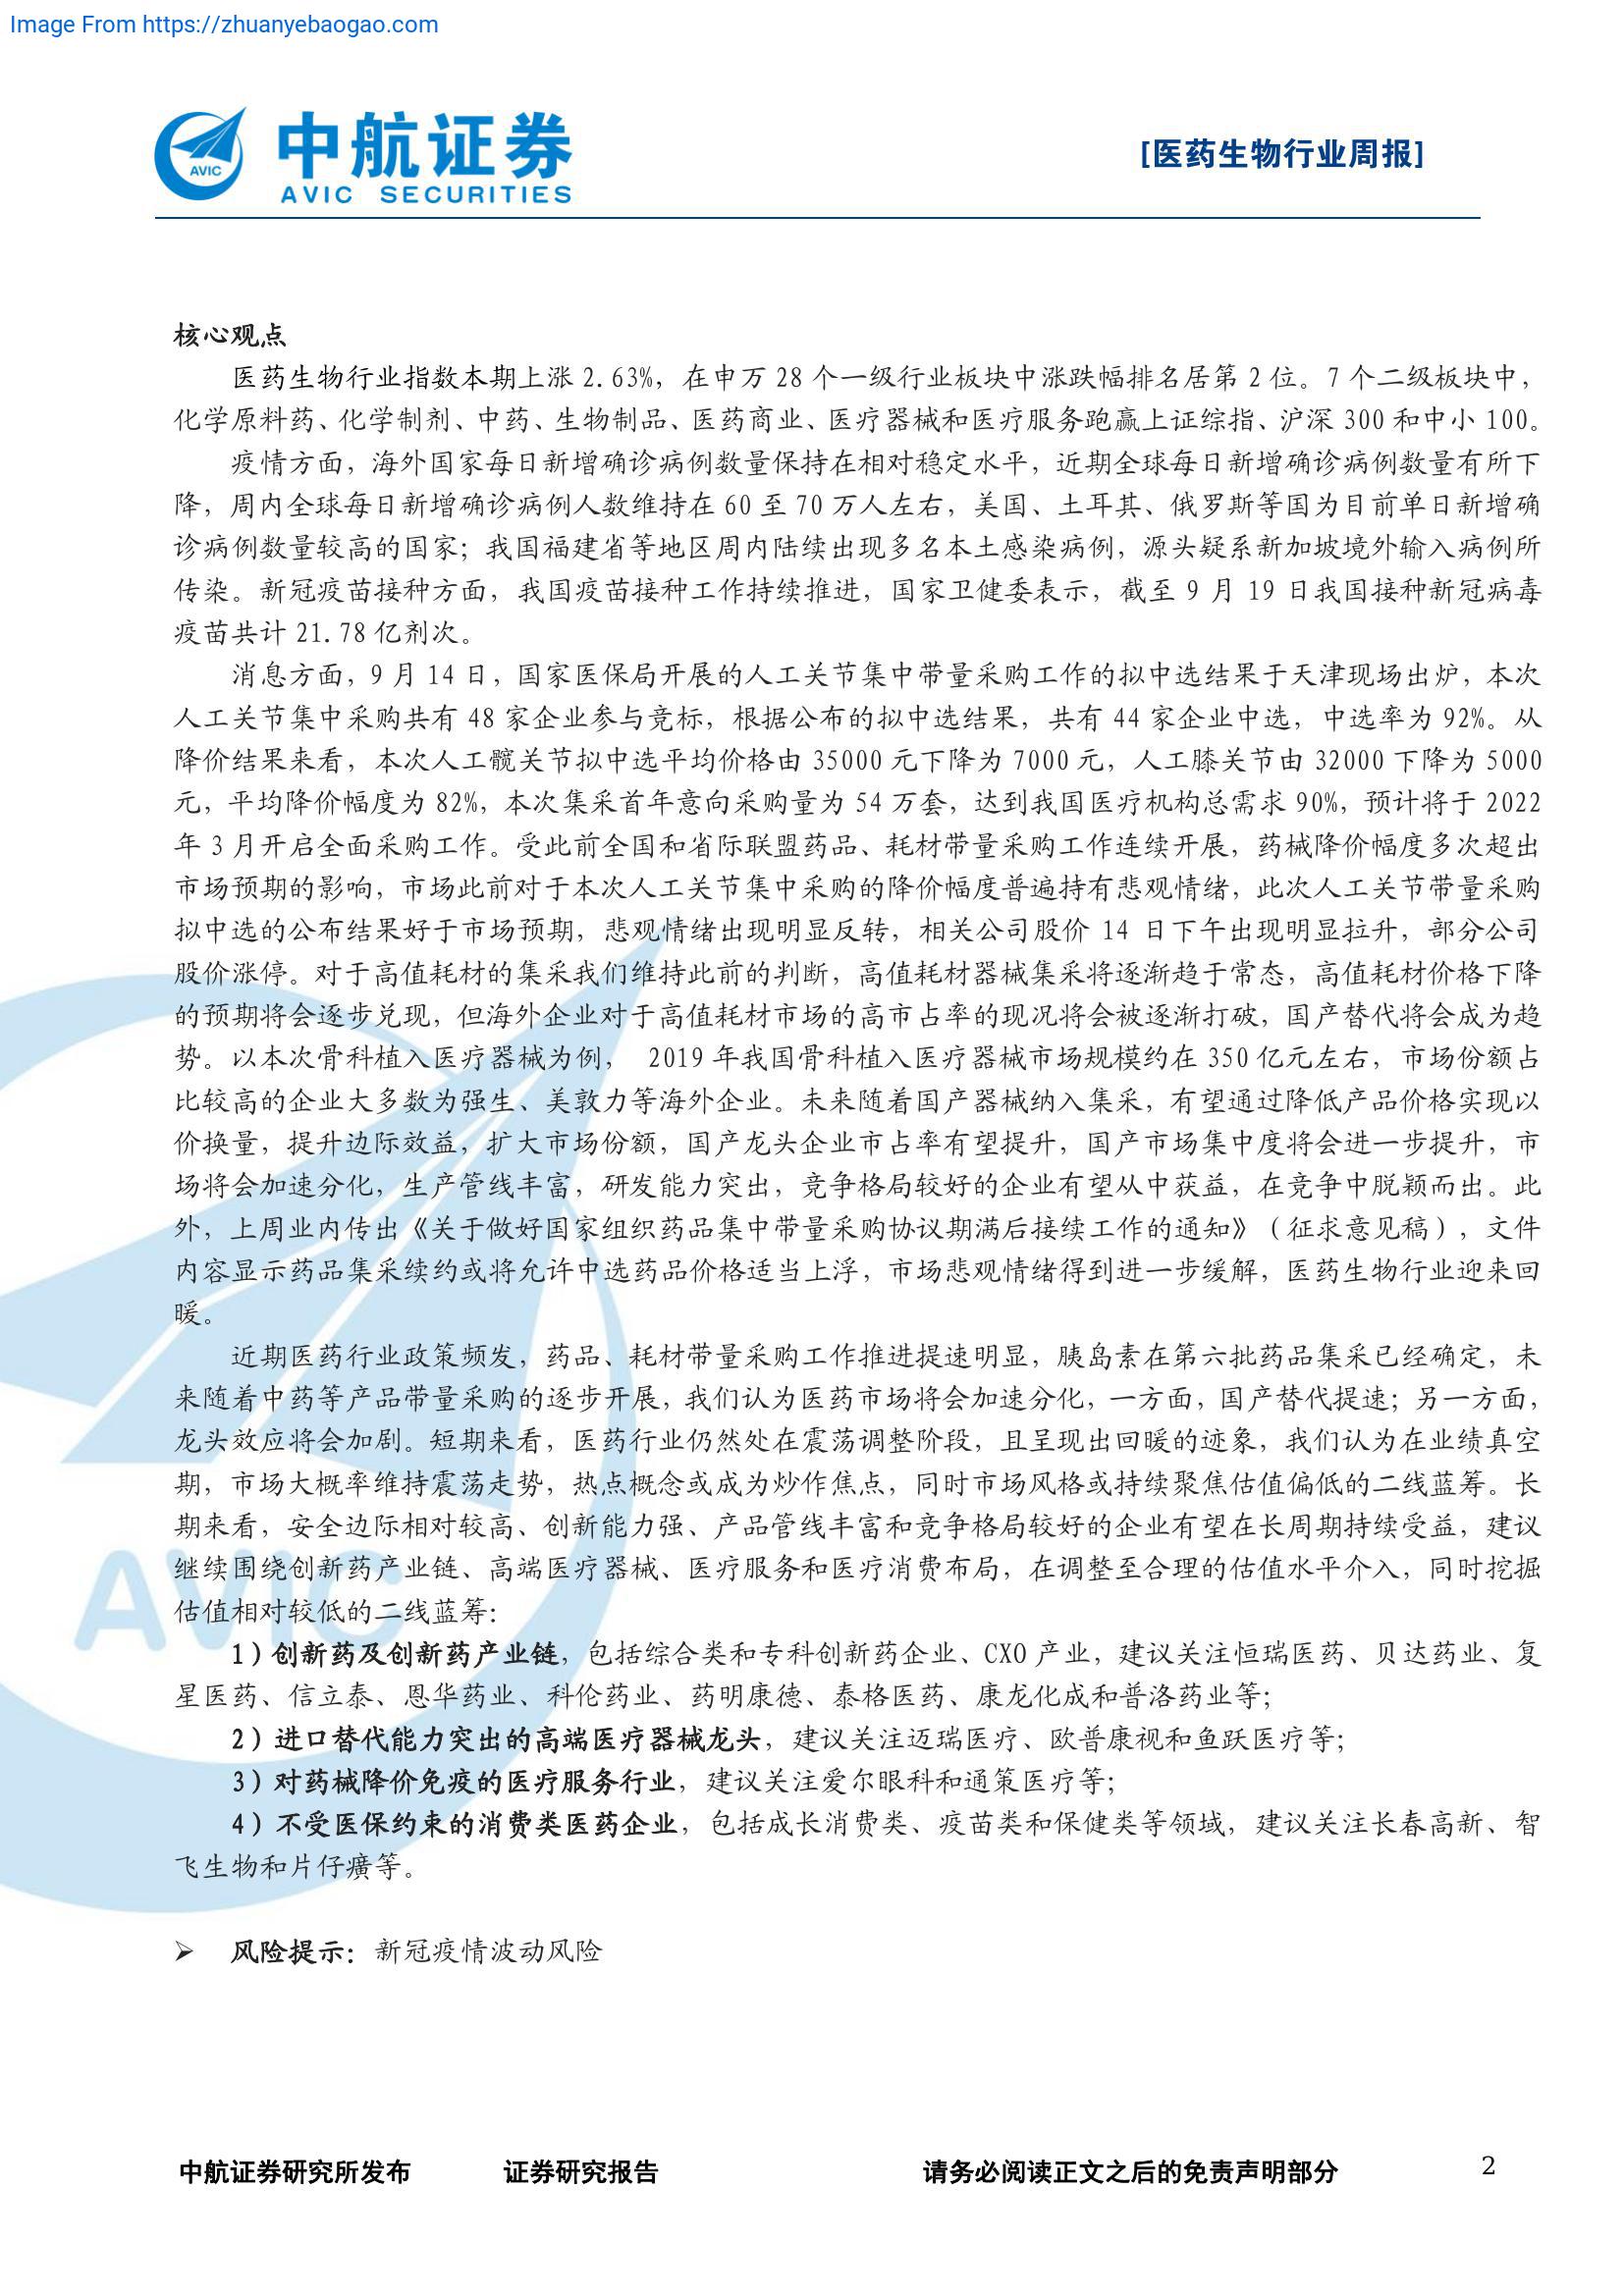 Image From https://zhuanyebaogao.com
AVIC
中航证券
AVIC SECURITIES
[医药生物行业周报]
核心观点
医药生物行业指数本期上涨 2.63%，在申万 28 个一级行业板块中涨跌幅排名居第 2 位。7 个二级板块中，
化学原料药、化学制剂、中药、生物制品、医药商业、医疗器械和医疗服务跑赢上证综指、沪深 300 和中小 100。
疫情方面，海外国家每日新增确诊病例数量保持在相对稳定水平，近期全球每日新增确诊病例数量有所下
降，周内全球每日新增确诊病例人数维持在 60 至 70 万人左右，美国、土耳其、俄罗斯等国为目前单日新增确
诊病例数量较高的国家；我国福建省等地区周内陆续出现多名本土感染病例，源头疑系新加坡境外输入病例所
传染。新冠疫苗接种方面，我国疫苗接种工作持续推进，国家卫健委表示，截至 9 月 19 日我国接种新冠病毒
疫苗共计 21.78 亿剂次。
消息方面，9 月 14 日，国家医保局开展的人工关节集中带量采购工作的拟中选结果于天津现场出炉，本次
人工关节集中采购共有 48 家企业参与竞标，根据公布的拟中选结果，共有 44 家企业中选，中选率为 92%。从
降价结果来看，本次人工髋关节拟中选平均价格由 35000 元下降为 7000 元，人工膝关节由 32000 下降为 5000
元，平均降价幅度为 82%，本次集采首年意向采购量为 54 万套，达到我国医疗机构总需求 90%，预计将于 2022
年 3 月开启全面采购工作。受此前全国和省际联盟药品、耗材带量采购工作连续开展，药械降价幅度多次超出
市场预期的影响，市场此前对于本次人工关节集中采购的降价幅度普遍持有悲观情绪，此次人工关节带量采购
拟中选的公布结果好于市场预期，悲观情绪出现明显反转，相关公司股价 14 日下午出现明显拉升，部分公司
股价涨停。对于高值耗材的集采我们维持此前的判断，高值耗材器械集采将逐渐趋于常态，高值耗材价格下降
的预期将会逐步兑现，但海外企业对于高值耗材市场的高市占率的现况将会被逐渐打破，国产替代将会成为趋
势。以本次骨科植入医疗器械为例， 2019 年我国骨科植入医疗器械市场规模约在 350 亿元左右，市场份额占
比较高的企业大多数为强生、美敦力等海外企业。未来随着国产器械纳入集采，有望通过降低产品价格实现以
价换量，提升边际效益，扩大市场份额，国产龙头企业市占率有望提升，国产市场集中度将会进一步提升，市
场将会加速分化，生产管线丰富，研发能力突出，竞争格局较好的企业有望从中获益，在竞争中脱颖而出。此
外，上周业内传出《关于做好国家组织药品集中带量采购协议期满后接续工作的通知》（征求意见稿），文件
内容显示药品集采续约或将允许中选药品价格适当上浮，市场悲观情绪得到进一步缓解，医药生物行业迎来回
暖。
近期医药行业政策频发，药品、耗材带量采购工作推进提速明显，胰岛素在第六批药品集采已经确定，未
来随着中药等产品带量采购的逐步开展，我们认为医药市场将会加速分化，一方面，国产替代提速；另一方面，
龙头效应将会加剧。短期来看，医药行业仍然处在震荡调整阶段，且呈现出回暖的迹象，我们认为在业绩真空
期，市场大概率维持震荡走势，热点概念或成为炒作焦点，同时市场风格或持续聚焦估值偏低的二线蓝筹。长
期来看，安全边际相对较高、创新能力强、产品管线丰富和竞争格局较好的企业有望在长周期持续受益，建议
继续围绕创新药产业链、高端医疗器械、医疗服务和医疗消费布局，在调整至合理的估值水平介入，同时挖掘
估值相对较低的二线蓝筹：
1）创新药及创新药产业链，包括综合类和专科创新药企业、CXO 产业，建议关注恒瑞医药、贝达药业、复
星医药、信立泰、恩华药业、科伦药业、药明康德、泰格医药、康龙化成和普洛药业等；
2）进口替代能力突出的高端医疗器械龙头，建议关注迈瑞医疗、欧普康视和鱼跃医疗等；
3）对药械降价免疫的医疗服务行业，建议关注爱尔眼科和通策医疗等；
4）不受医保约束的消费类医药企业，包括成长消费类、疫苗类和保健类等领域，建议关注长春高新、智
飞生物和片仔癀等。
➢ 风险提示：新冠疫情波动风险
AVIC
中航证券研究所发布 证券研究报告 请务必阅读正文之后的免责声明部分 2